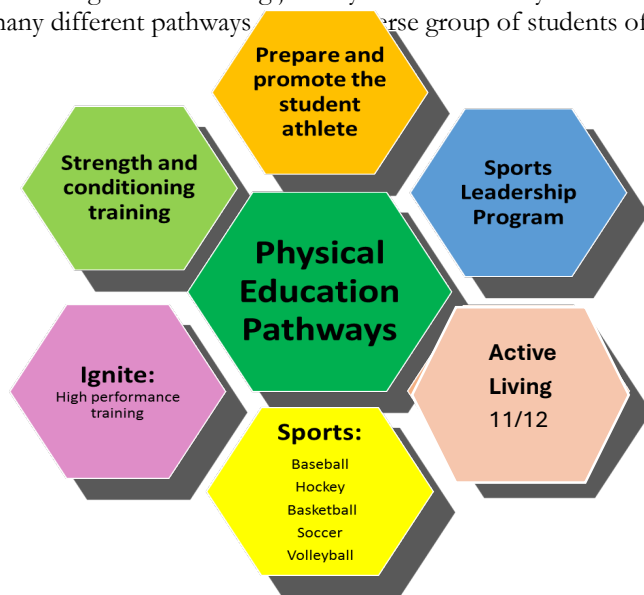 many different pathways
erse group of students of
Prepare and
promote the
student
athlete
Strength and
conditioning
training
Sports
Leadership
Program
Physical
Education
Pathways
Ignite:
High performance
training
Active
Living
11/12
Sports:
Baseball
Hockey
Basketball
Soccer
Volleyball